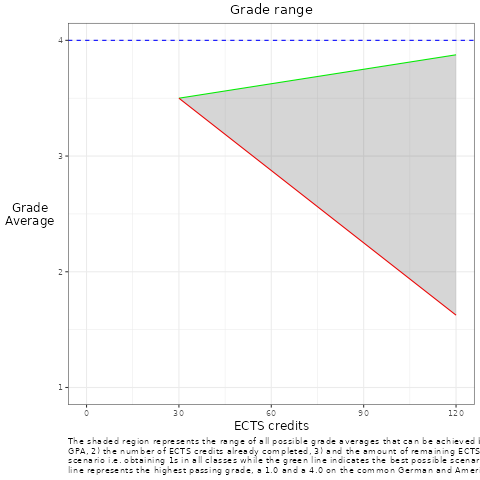 Grade range
4
3
2
1
Grade
Average
0
30
60
90
120
ECTS credits
The shaded region represents the range of all possible grade averages that can be achieved
GPA, 2) the number of ECTS credits already completed, 3) and the amount of remaining ECTS
scenario i.e. obtaining 1s in all classes while the green line indicates the best possible
line represents the highest passing grade, a 1.0 and a 4.0 on the common German and